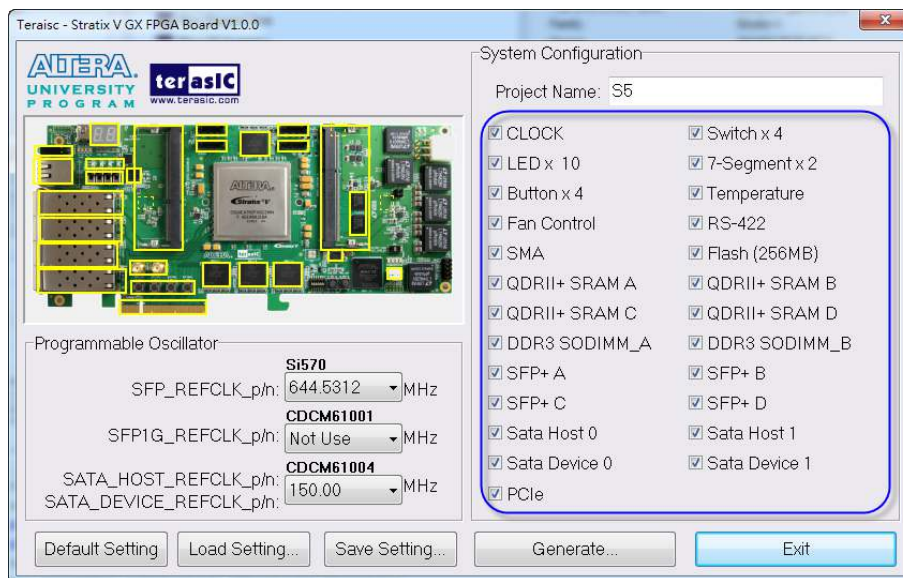 Teraisc - Stratix V GX FPGA Board V1.0.0
ALTERA.
UNIVERSITY
PROGRAM
terasIC
www.terasic.com
System Configuration
Project Name: S5
CLOCK
Switch x 4
LED x 10
7-Segment x 2
Button x 4
Temperature
Fan Control
RS-422
SMA
Flash (256MB)
QDRII+ SRAM A
QDRII+ SRAM B
QDRII+ SRAM C
QDRII+ SRAM D
DDR3 SODIMM_A
DDR3 SODIMM_B
SFP+ A
SFP+ B
SFP+ C
SFP+ D
Sata Host 0
Sata Host 1
Sata Device 0
Sata Device 1
PCIe
ALTERA
Stratix V
ALTERA
terasIC
Programmable Oscillator
Si570
SFP_REFCLK_p/n: 644.5312 MHz
CDCM61001
SFP1G_REFCLK_p/n: Not Use MHz
CDCM61004
SATA_HOST_REFCLK_p/n:
SATA_DEVICE_REFCLK_p/n: 150.00 MHz
Default Setting
Load Setting...
Save Setting...
Generate...
Exit